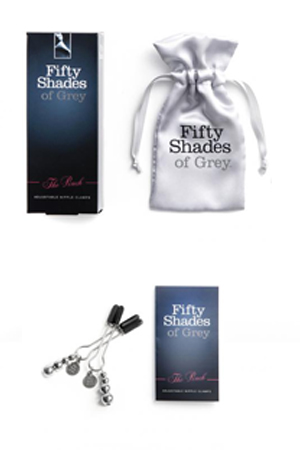 Fifty
Shades
of Grey
The Pinch
ADJUSTABLE NIPPLE CLAMPS
Fifty
Shades
of Grey
Fifty
Shades
of Grey
The Pinch
ADJUSTABLE NIPPLE CLAMPS